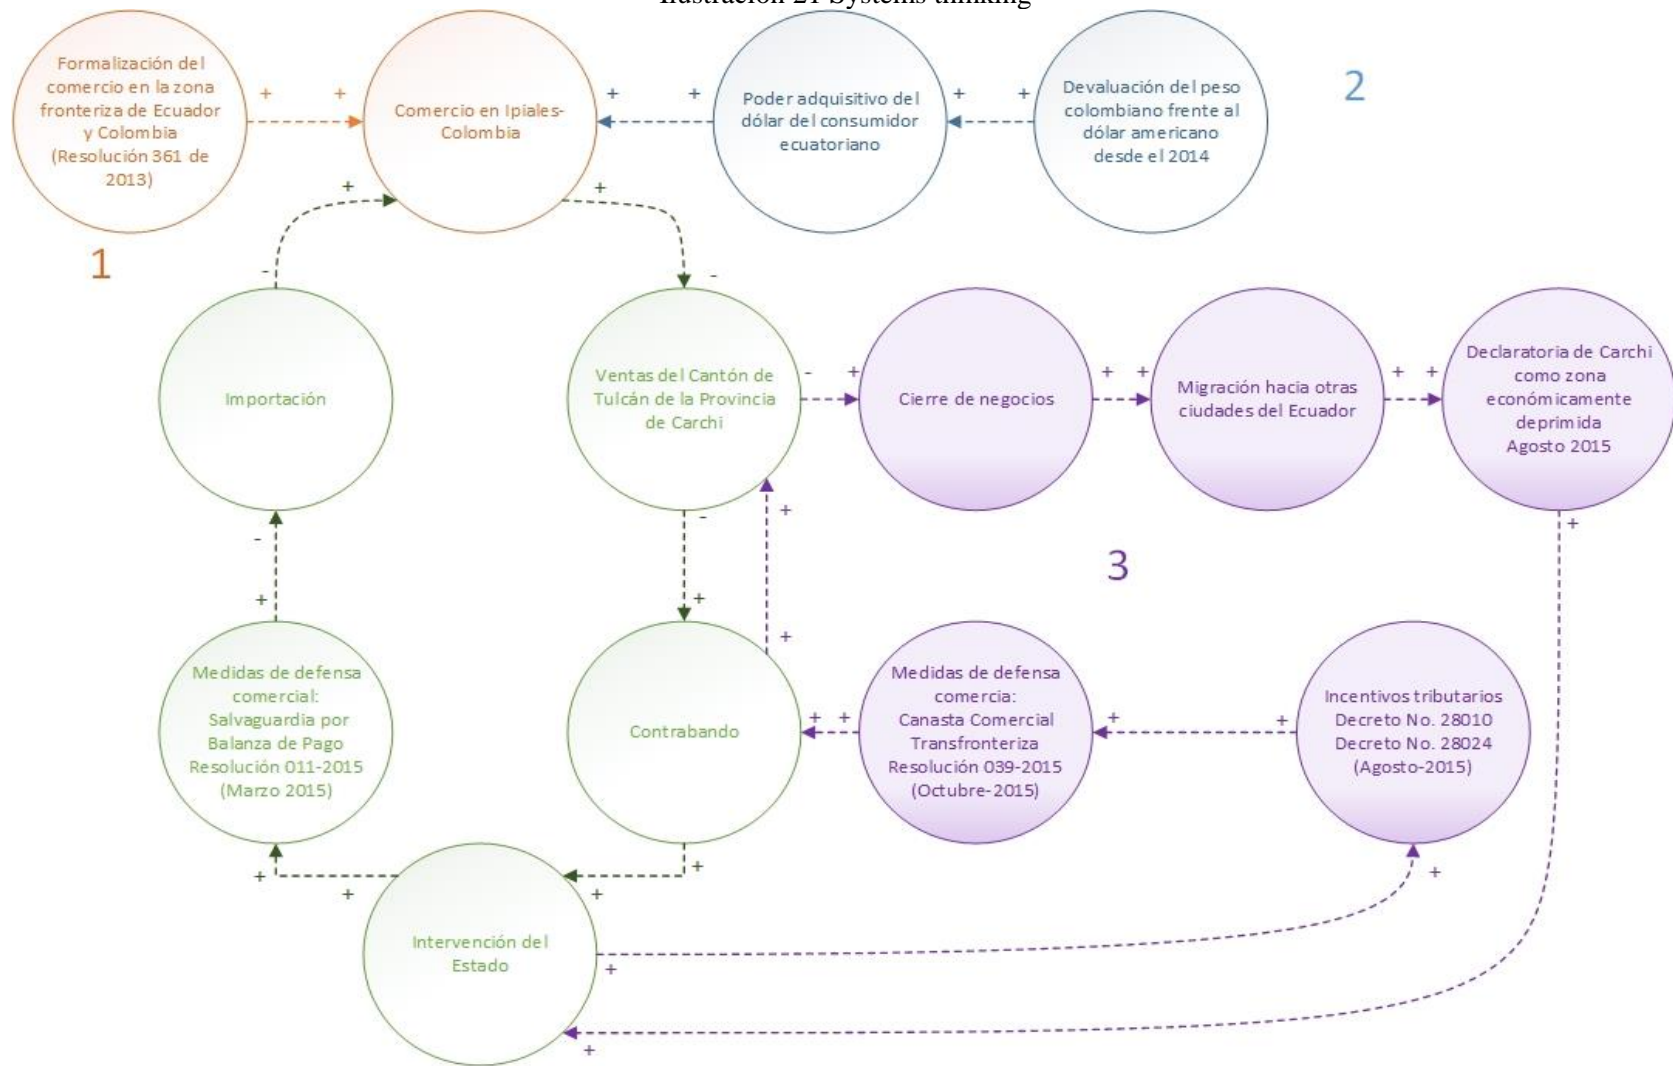 Ilustración 21 Systems thinking
Formalización del
comercio en la zona
fronteriza de Ecuador
y Colombia
(Resolución 361 de
2013)
+ +
Comercio en Ipiales-
Colombia
+ +
Poder adquisitivo del
dólar del consumidor
ecuatoriano
+ +
Devaluación del peso
colombiano frente al
dólar americano
desde el 2014
2
+
+
1
-
-
Importación
Ventas del Cantón de
Tulcán de la Provincia
de Carchi
- +
Cierre de negocios
+ +
Migración hacia otras
ciudades del Ecuador
+ +
Declaratoria de Carchi
como zona
económicamente
deprimida
Agosto 2015
-
+
-
+
+
3
+
+
+
Medidas de defensa
comercial:
Salvaguardia por
Balanza de Pago
Resolución 011-2015
(Marzo 2015)
Contrabando
+ +
Medidas de defensa
comercia:
Canasta Comercial
Transfronteriza
Resolución 039-2015
(Octubre-2015)
+ +
Incentivos tributarios
Decreto No. 28010
Decreto No. 28024
(Agosto-2015)
+
+
+
+
+
Intervención del
Estado
+
+